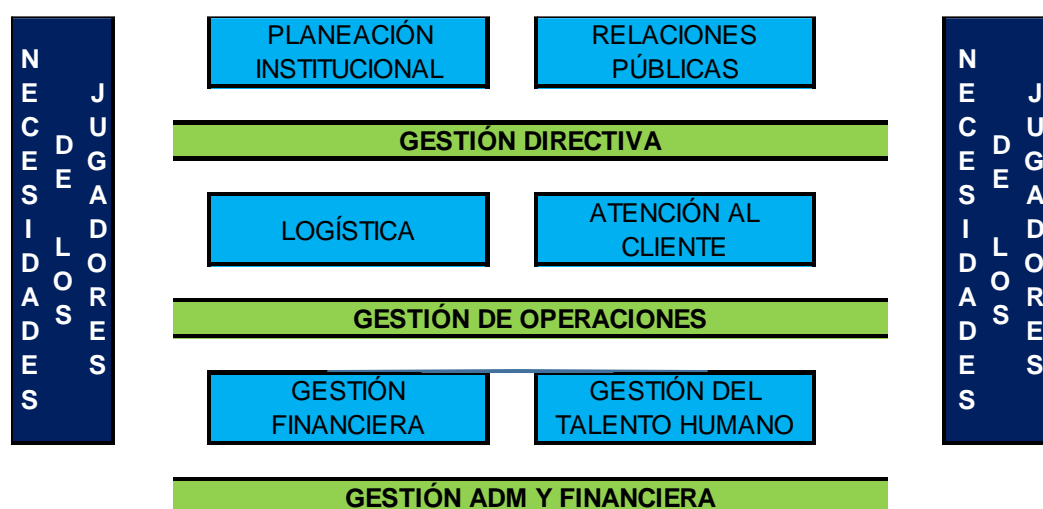 NECESIDADES
DE LOS
JUGADORES
PLANEACIÓN
INSTITUCIONAL
RELACIONES
PÚBLICAS
GESTIÓN DIRECTIVA
LOGÍSTICA
ATENCIÓN AL
CLIENTE
GESTIÓN DE OPERACIONES
GESTIÓN
FINANCIERA
GESTIÓN DEL
TALENTO HUMANO
GESTIÓN ADM Y FINANCIERA
NECESIDADES
DE LOS
JUGADORES